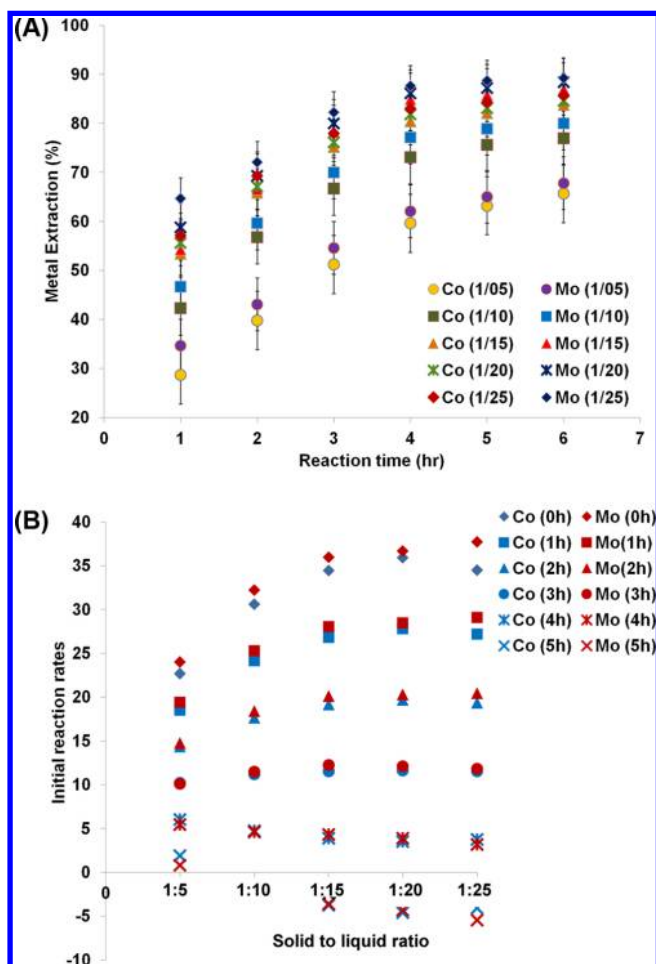 (A)
Metal Extraction (%)
100
90
80
70
60
50
40
30
20
Co (1/05) Mo (1/05)
Co (1/10) Mo (1/10)
Co (1/15) Mo (1/15)
Co (1/20) Mo (1/20)
Co (1/25) Mo (1/25)
0 1 2 3 4 5 6 7
Reaction time (hr)
(B)
Initial reaction rates
40
35
30
25
20
15
10
5
0
-5
-10
Co (0h) Mo (0h)
Co (1h) Mo(1h)
Co (2h) Mo(2h)
Co (3h) Mo (3h)
Co (4h) Mo (4h)
Co (5h) Mo (5h)
0 1:5 1:10 1:15 1:20 1:25
Solid to liquid ratio